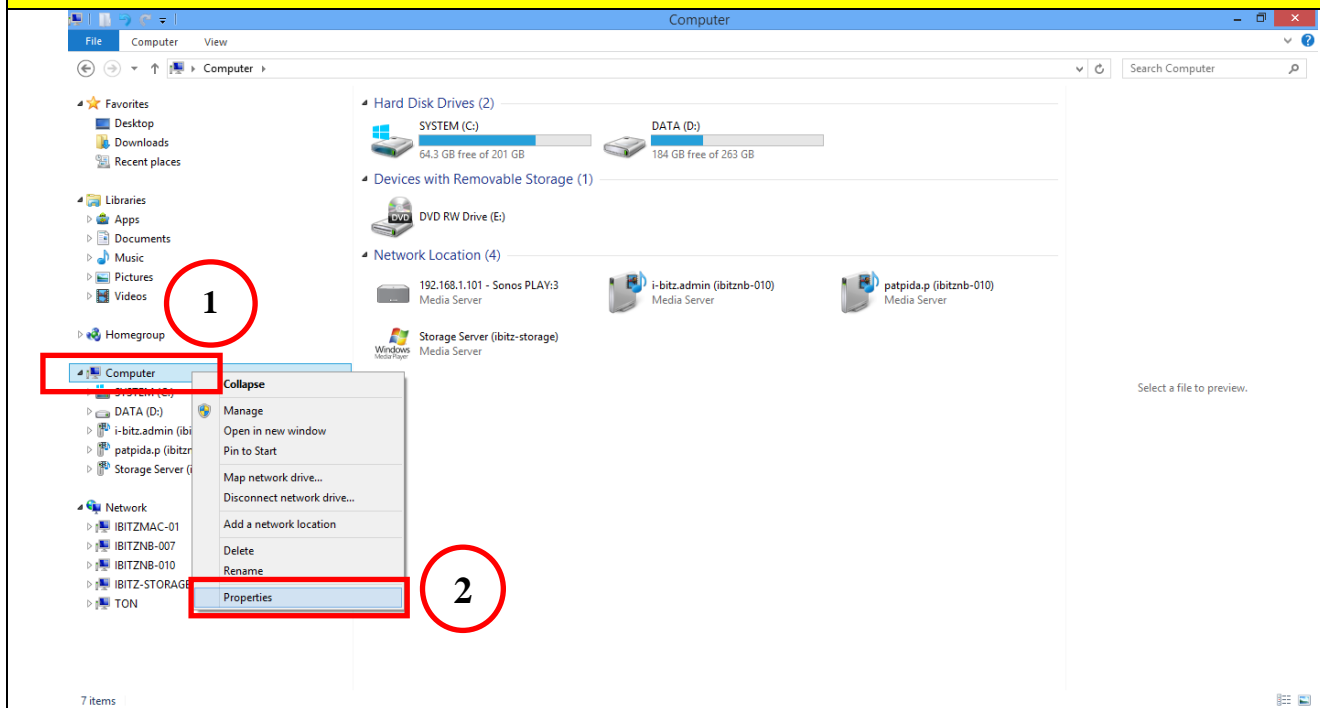 Computer
File Computer View
Computer
Search Computer
Favorites
Desktop
Downloads
Recent places
Libraries
Apps
Documents
Music
Pictures
Videos
Homegroup
Computer
SYSTEM (C:)
DATA (D:)
i-bitz.admin (ibi
patpida.p (ibitzr
Storage Server (i
Network
IBITZMAC-01
IBITZNB-007
IBITZNB-010
IBITZ-STORAGE
TON
1
Collapse
Manage
Open in new window
Pin to Start
Map network drive...
Disconnect network drive...
Add a network location
Delete
Rename
Properties
2
Hard Disk Drives (2)
SYSTEM (C:)
64.3 GB free of 201 GB
DATA (D:)
184 GB free of 263 GB
Devices with Removable Storage (1)
DVD
DVD RW Drive (E:)
Network Location (4)
192.168.1.101 - Sonos PLAY:3
Media Server
i-bitz.admin (ibitznb-010)
Media Server
patpida.p (ibitznb-010)
Media Server
Windows
Media Player
Storage Server (ibitz-storage)
Media Server
Select a file to preview.
7 items